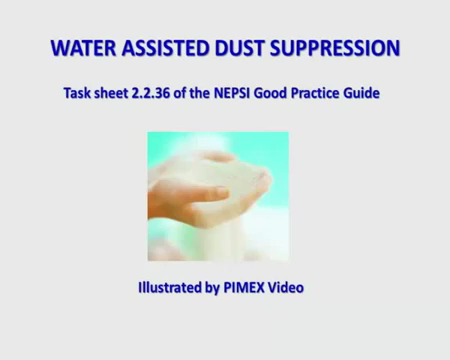 WATER ASSISTED DUST SUPPRESSION
Task sheet 2.2.36 of the NEPSI Good Practice Guide
Illustrated by PIMEX Video